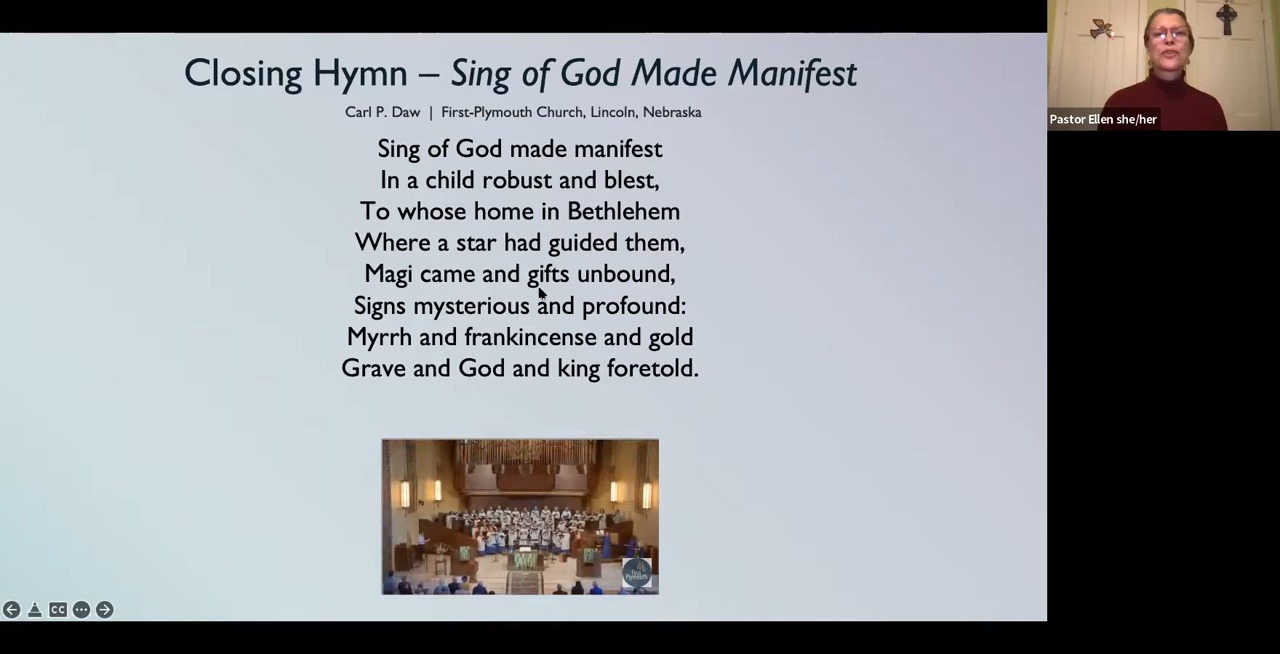 Closing Hymn – Sing of God Made Manifest
Carl P. Daw | First-Plymouth Church, Lincoln, Nebraska
Sing of God made manifest
In a child robust and blest,
To whose home in Bethlehem
Where a star had guided them,
Magi came and gifts unbound,
Signs mysterious and profound:
Myrrh and frankincense and gold
Grave and God and king foretold.
First
Plymouth
CC
Pastor Ellen she/her